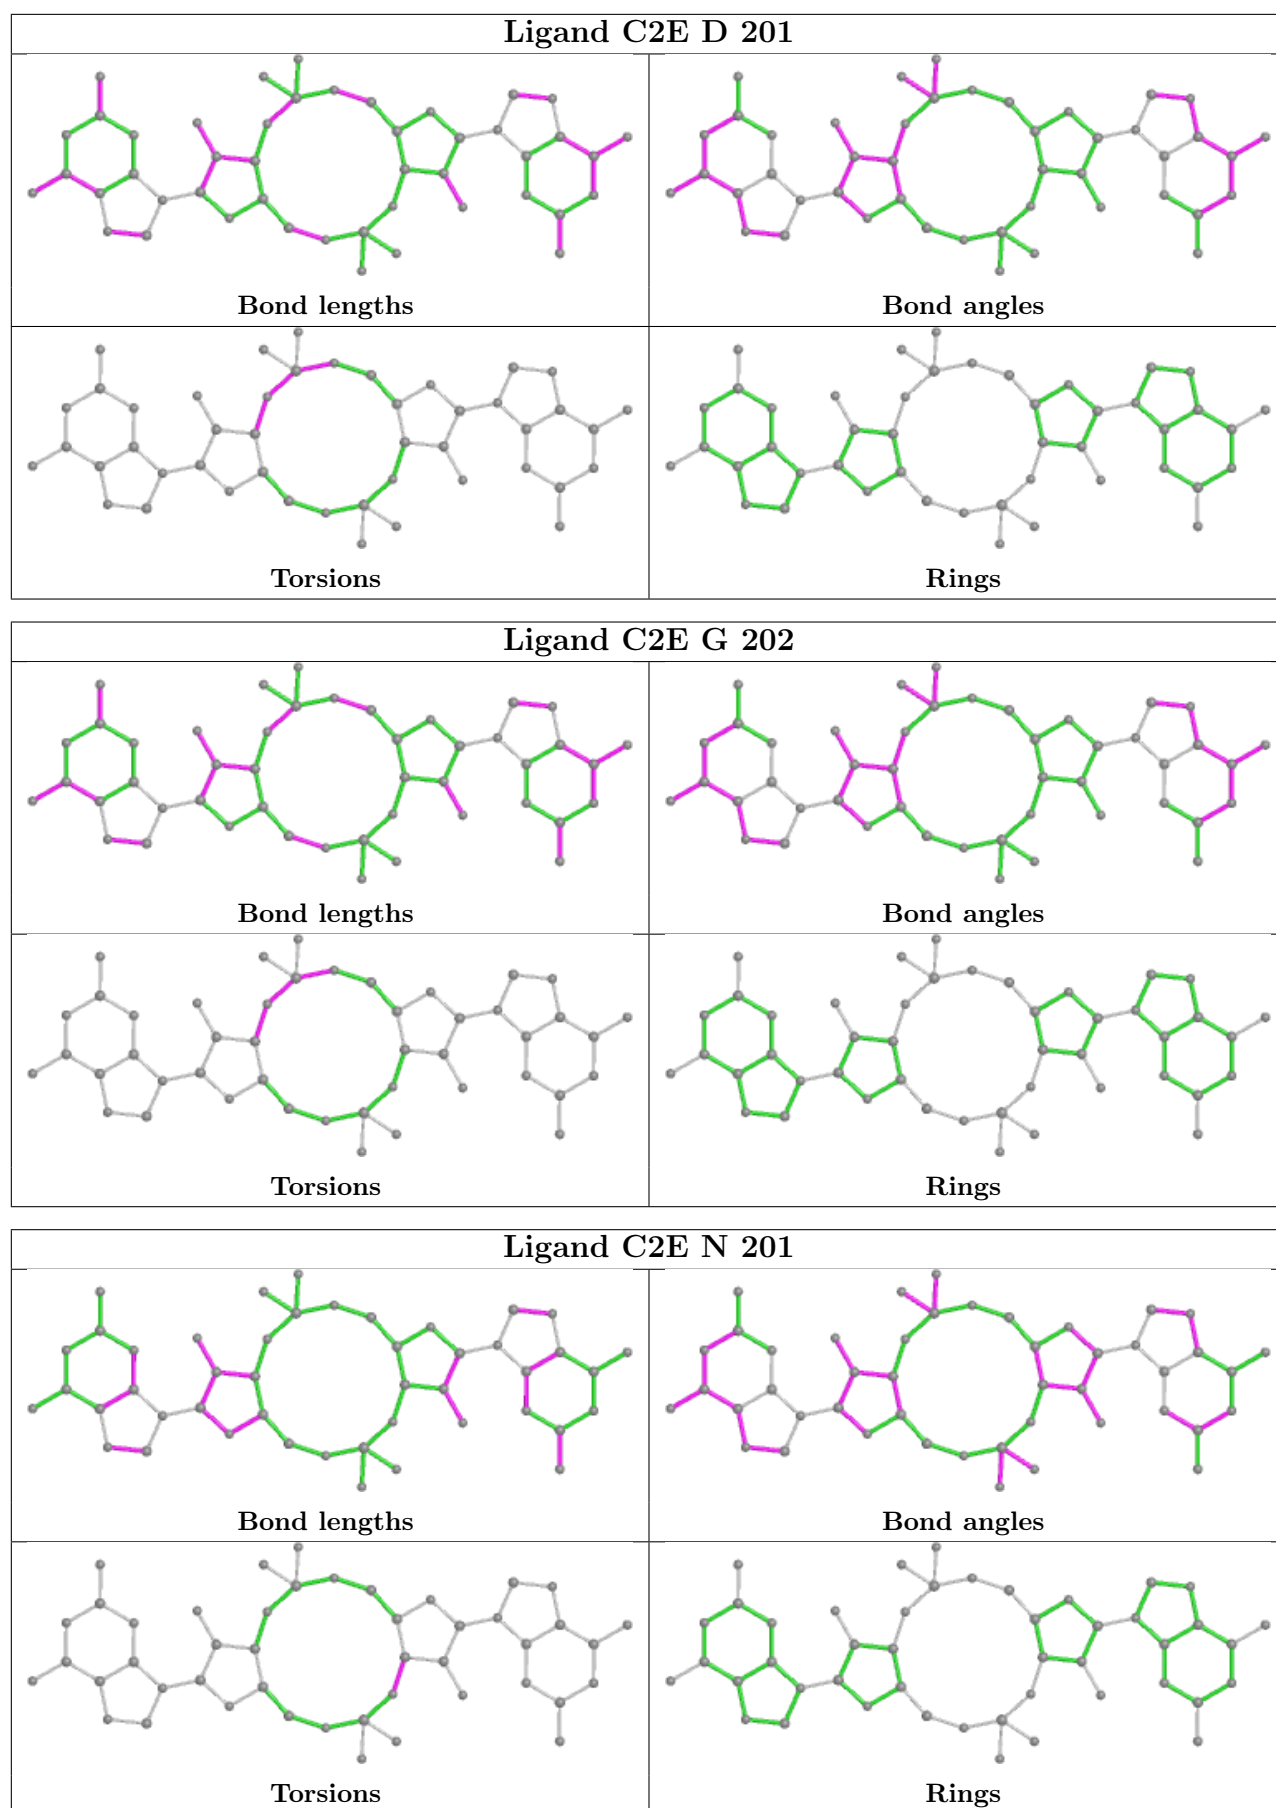 Ligand C2E D 201
Bond lengths
Bond angles
Torsions
Rings
Ligand C2E G 202
Bond lengths
Bond angles
Torsions
Rings
Ligand C2E N 201
Bond lengths
Bond angles
Torsions
Rings